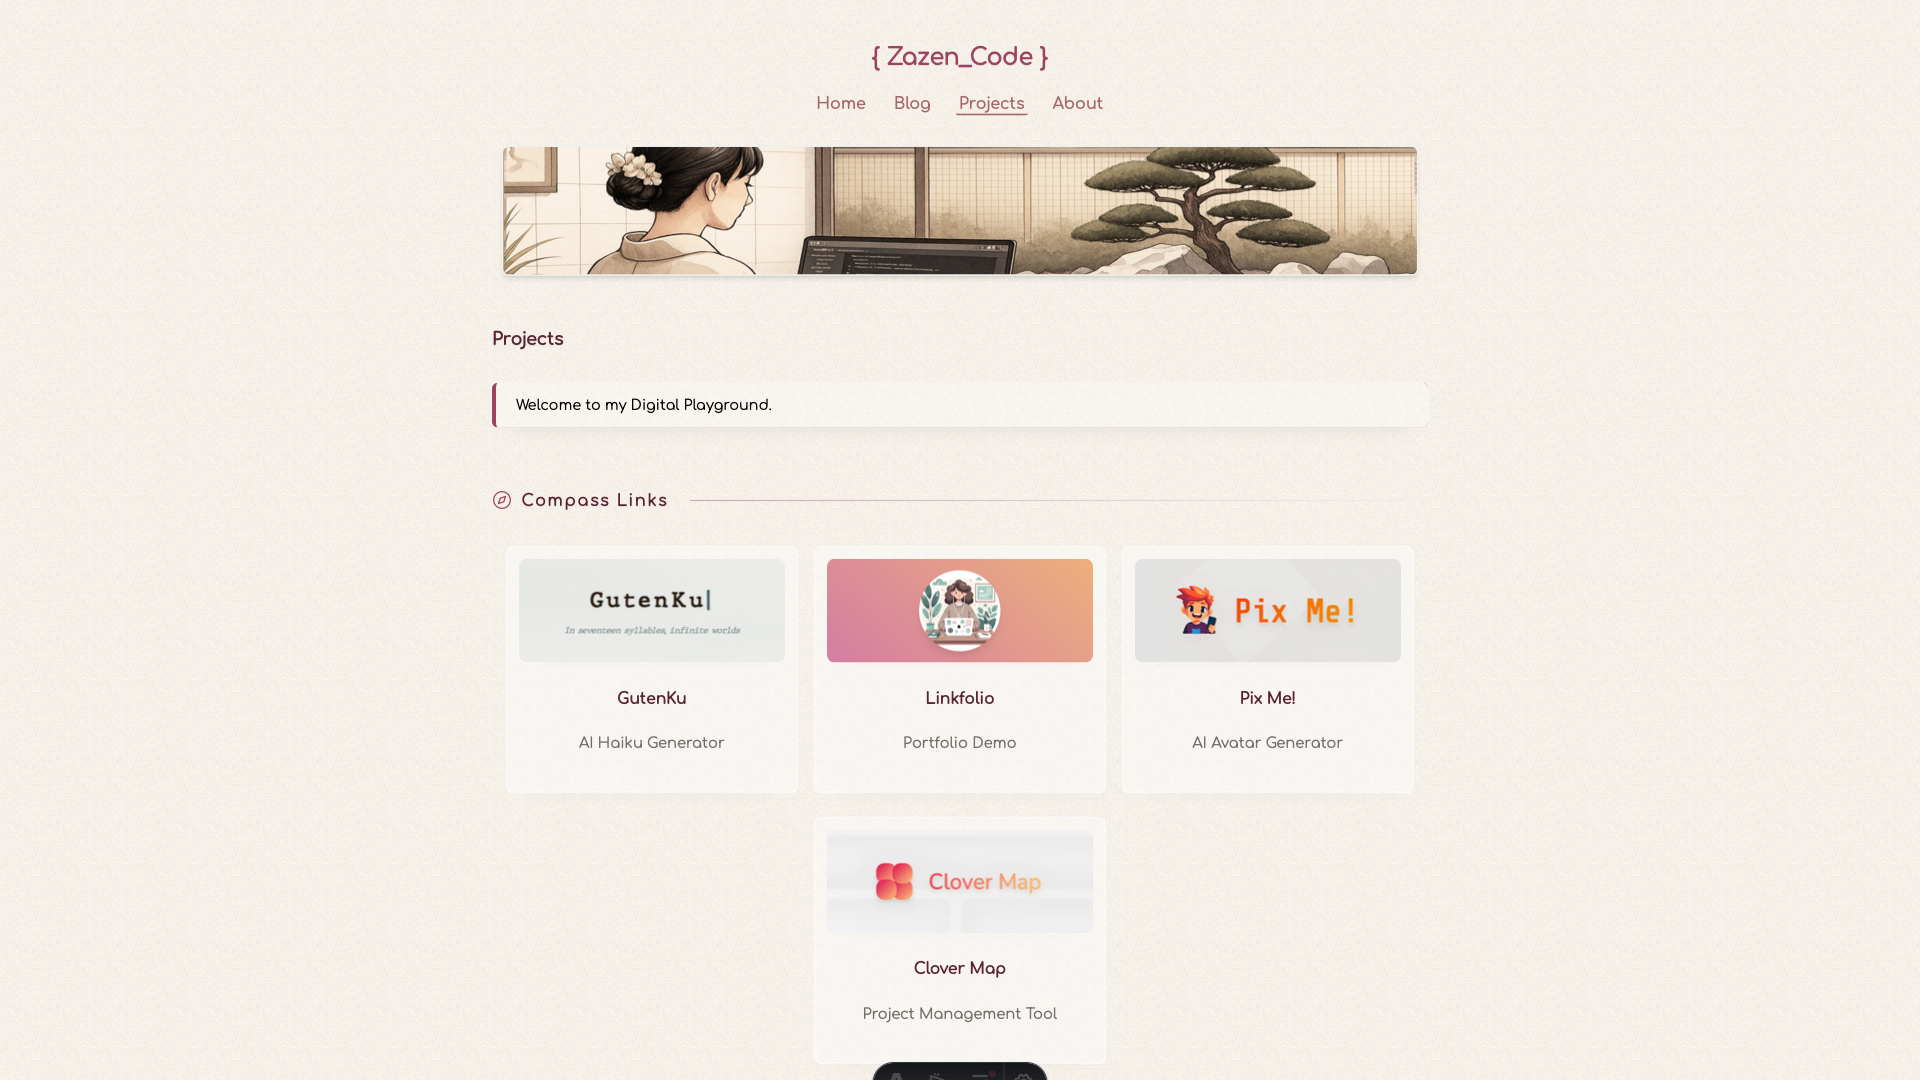 { Zazen_Code }
Home Blog Projects About
Projects
Welcome to my Digital Playground.
Compass Links
GutenKu
In seventeen syllables, infinite worlds
Pix Me!
GutenKu
Linkfolio
Pix Me!
AI Haiku Generator
Portfolio Demo
AI Avatar Generator
Clover Map
Clover Map
Project Management Tool